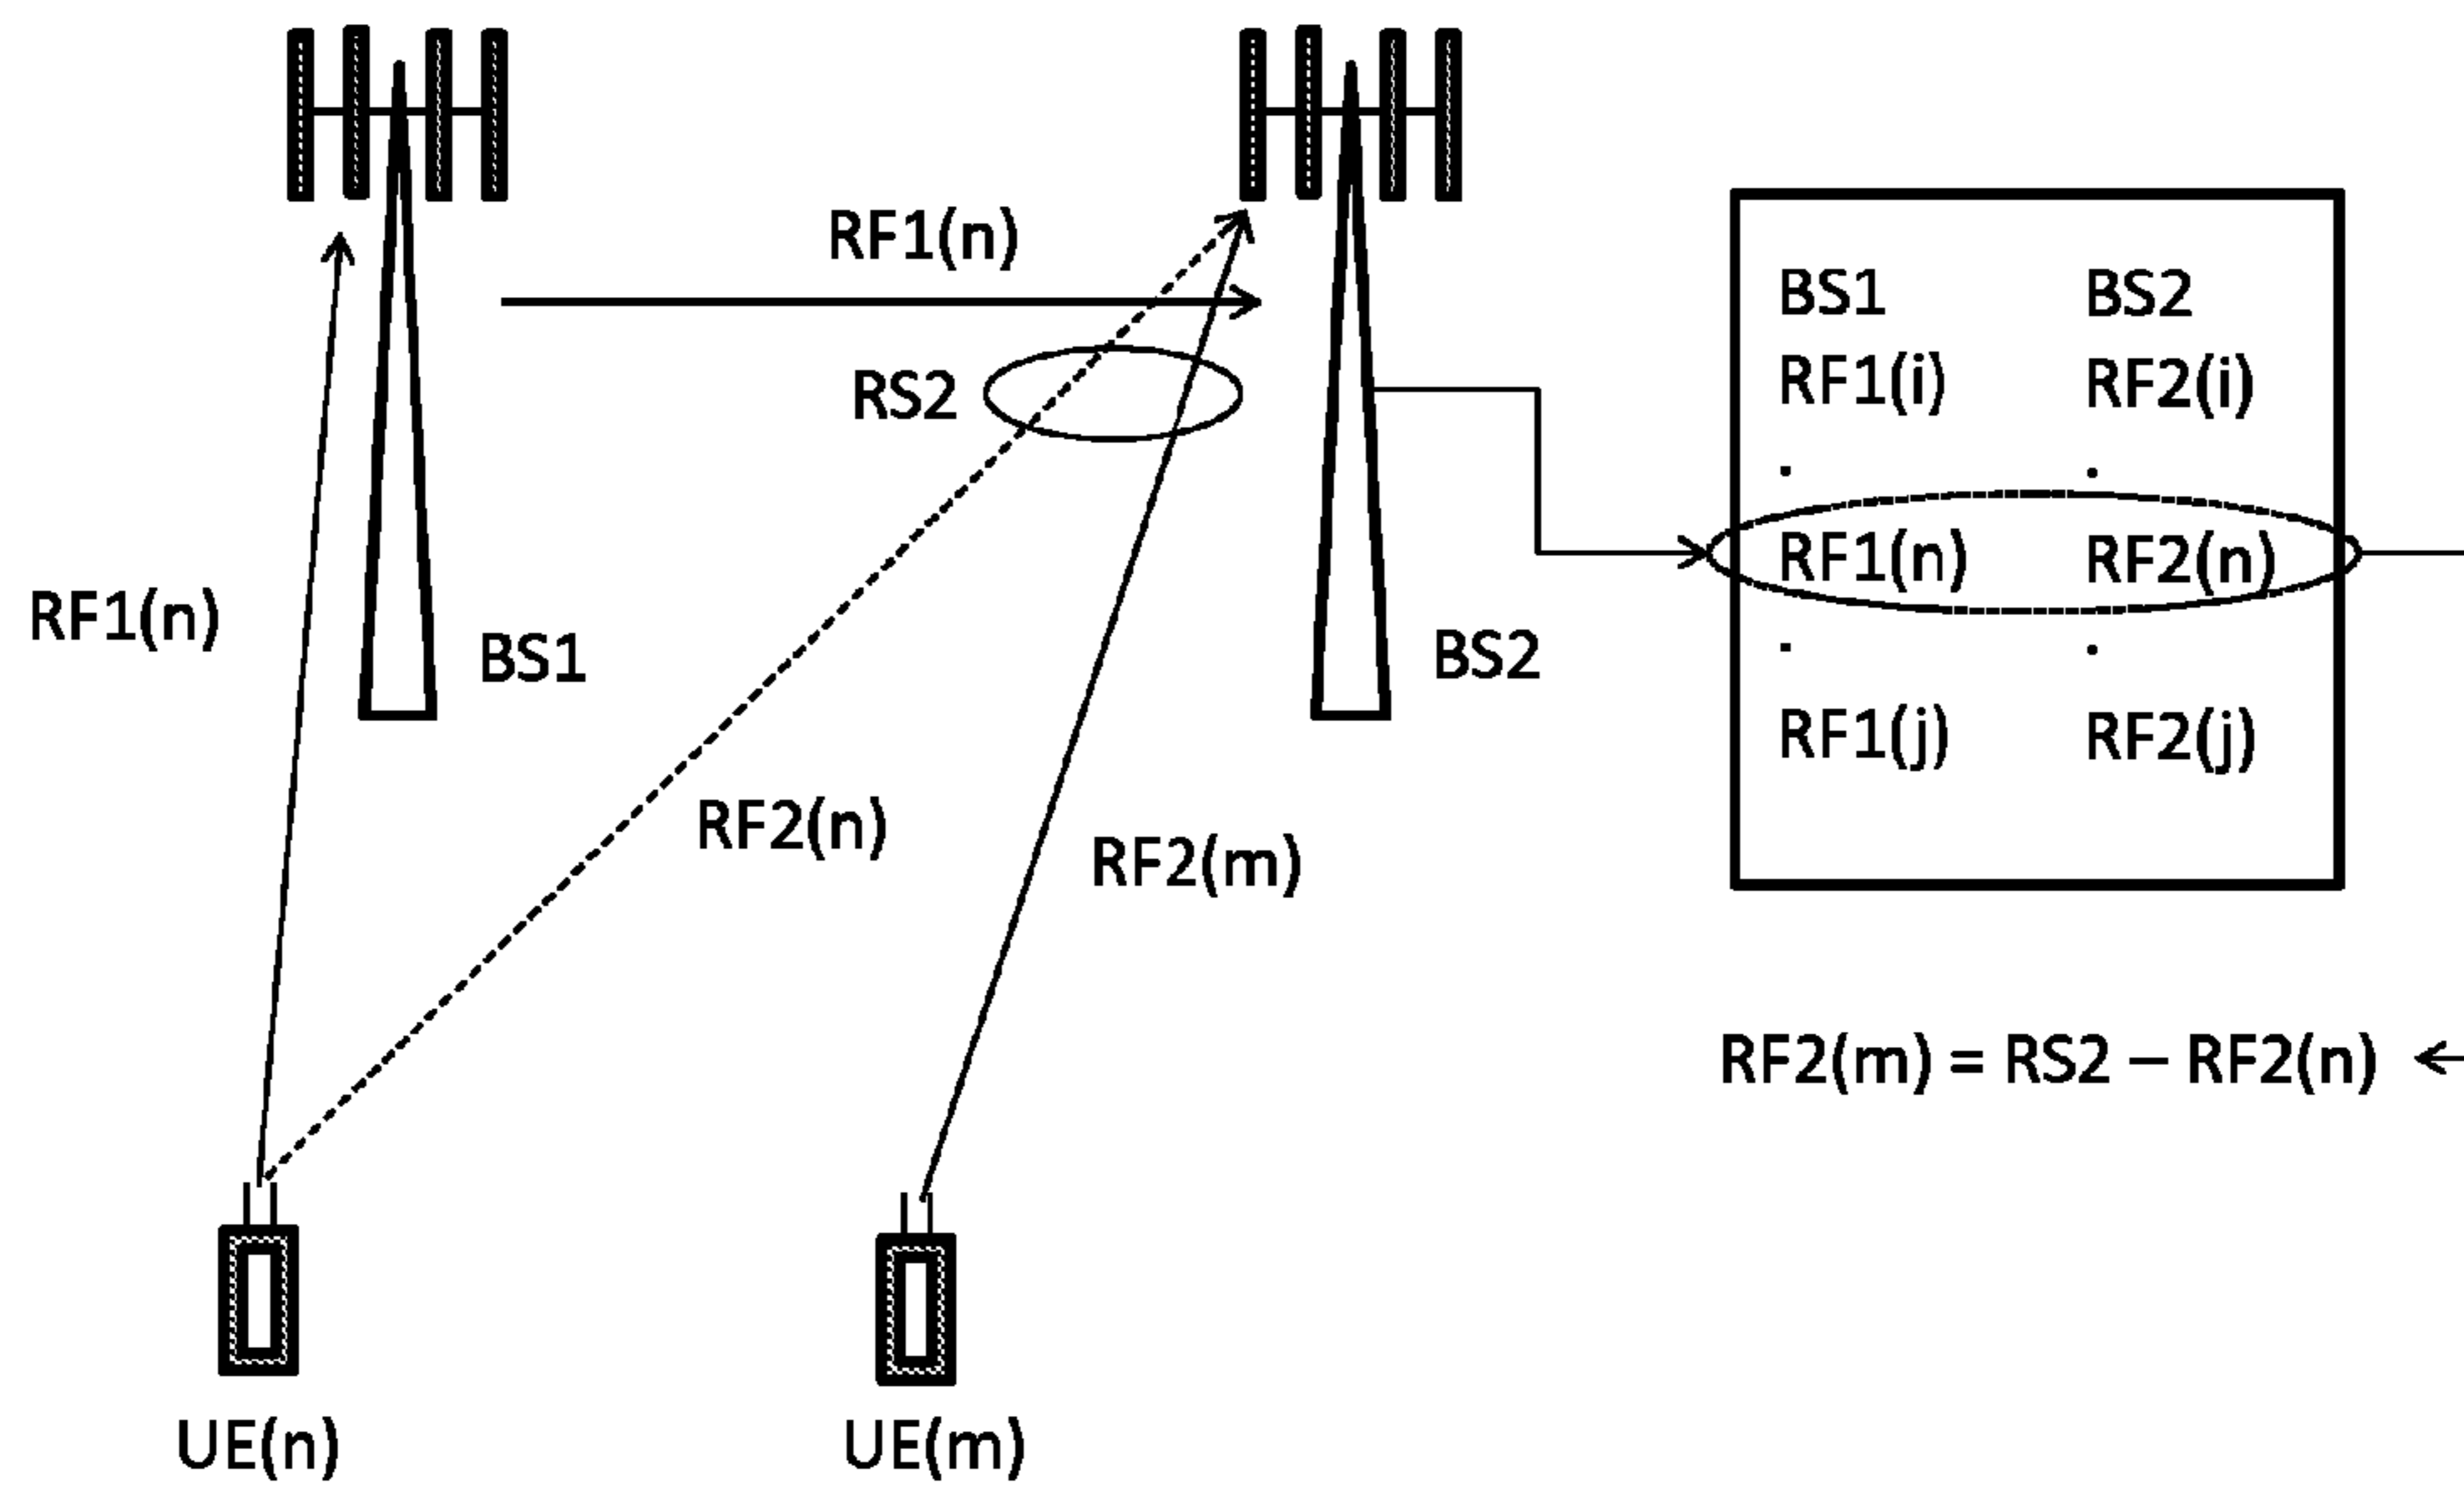 RF1(n)
RS2
RF1(n)
BS1
BS2
RF2(n)
RF2(m)
UE(n)
UE(m)
BS1 BS2
RF1(i) RF2(i)
. .
RF1(n) RF2(n)
. .
RF1(j) RF2(j)
RF2(m) = RS2 – RF2(n)